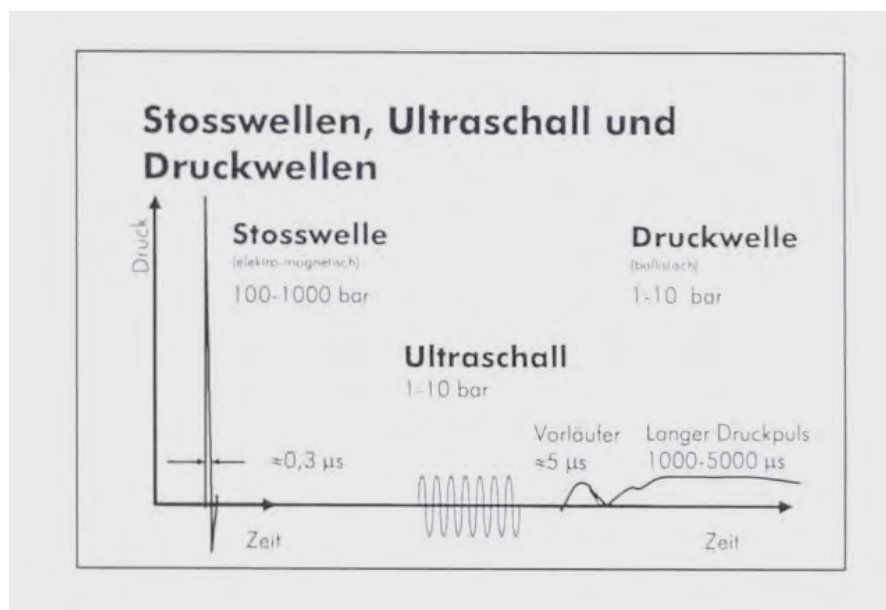 Stosswellen, Ultraschall und
Druckwellen
Druck
Stosswelle
(elektro-magnetisch)
100-1000 bar
Druckwelle
(ballistisch)
1-10 bar
Ultraschall
1-10 bar
≈0,3 µs
Vorläufer
≈5 µs
Langer Druckpuls
1000-5000 µs
Zeit
Zeit